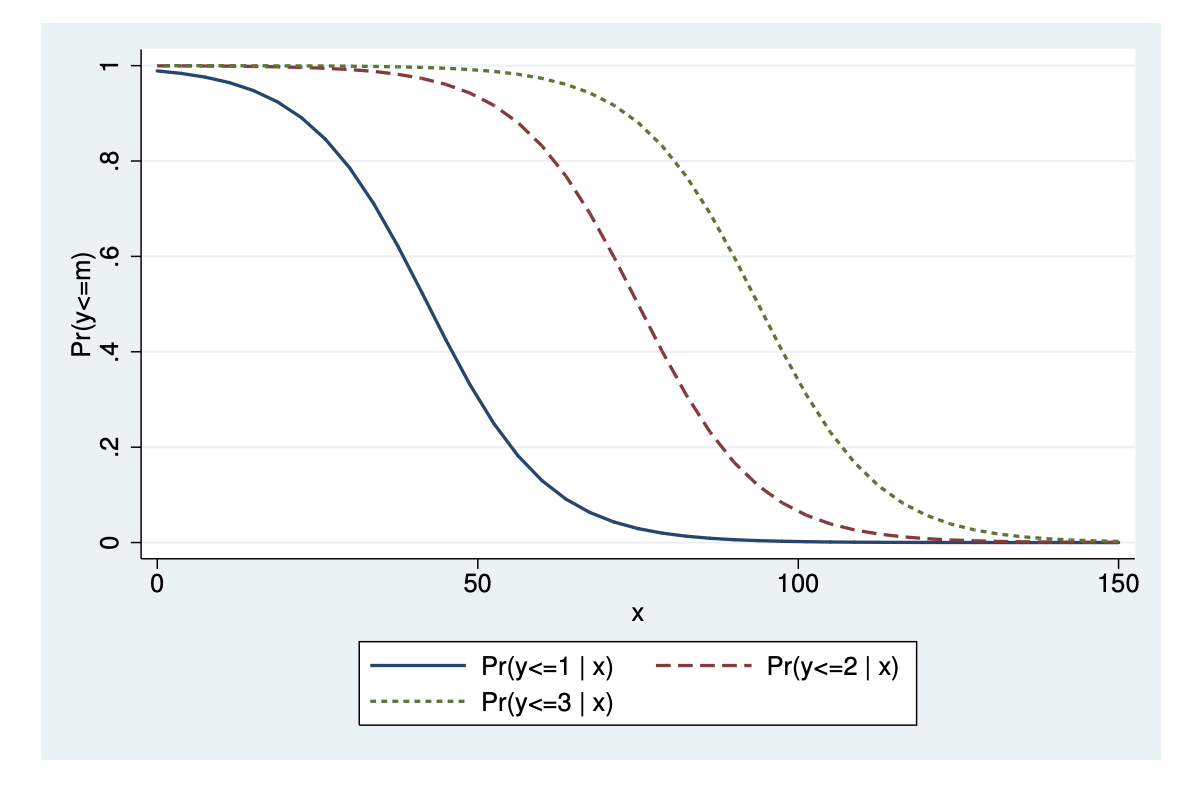 Pr(y<=m)
1
.8
.6
.4
.2
0
0 50 100 150
x
Pr(y<=1 | x) Pr(y<=2 | x)
Pr(y<=3 | x)